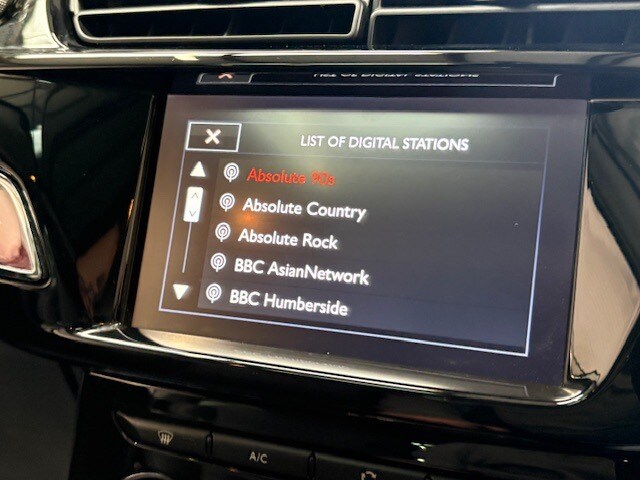 LIST OF DIGITAL STATIONS
Absolute 90s
Absolute Country
Absolute Rock
BBC AsianNetwork
BBC Humberside
A/C